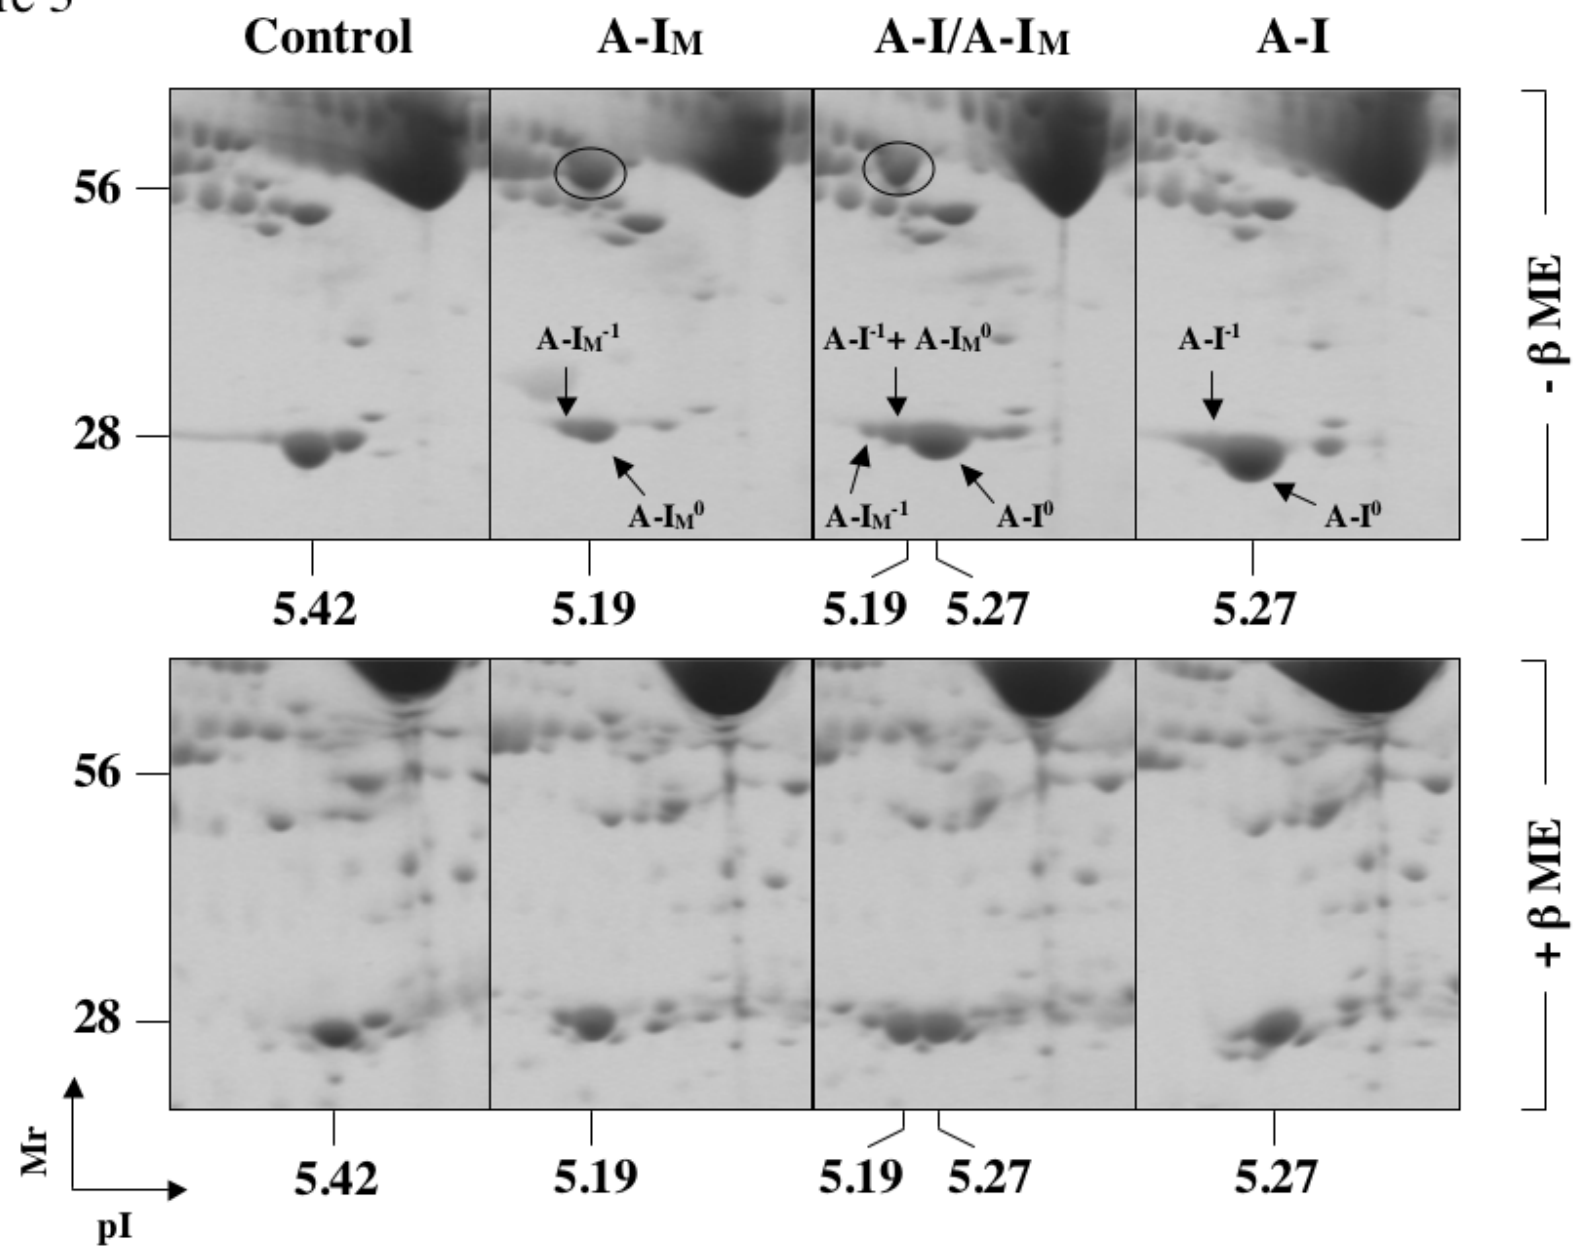 Control A-IM A-I/A-IM A-I
56
A-IM-1 A-I-1+ A-IM0 A-I-1
28
A-IM0 A-IM-1 A-I0 A-I0
- β ME
5.42 5.19 5.19 5.27 5.27
56
28
+ β ME
Mr
pI
5.42 5.19 5.19 5.27 5.27